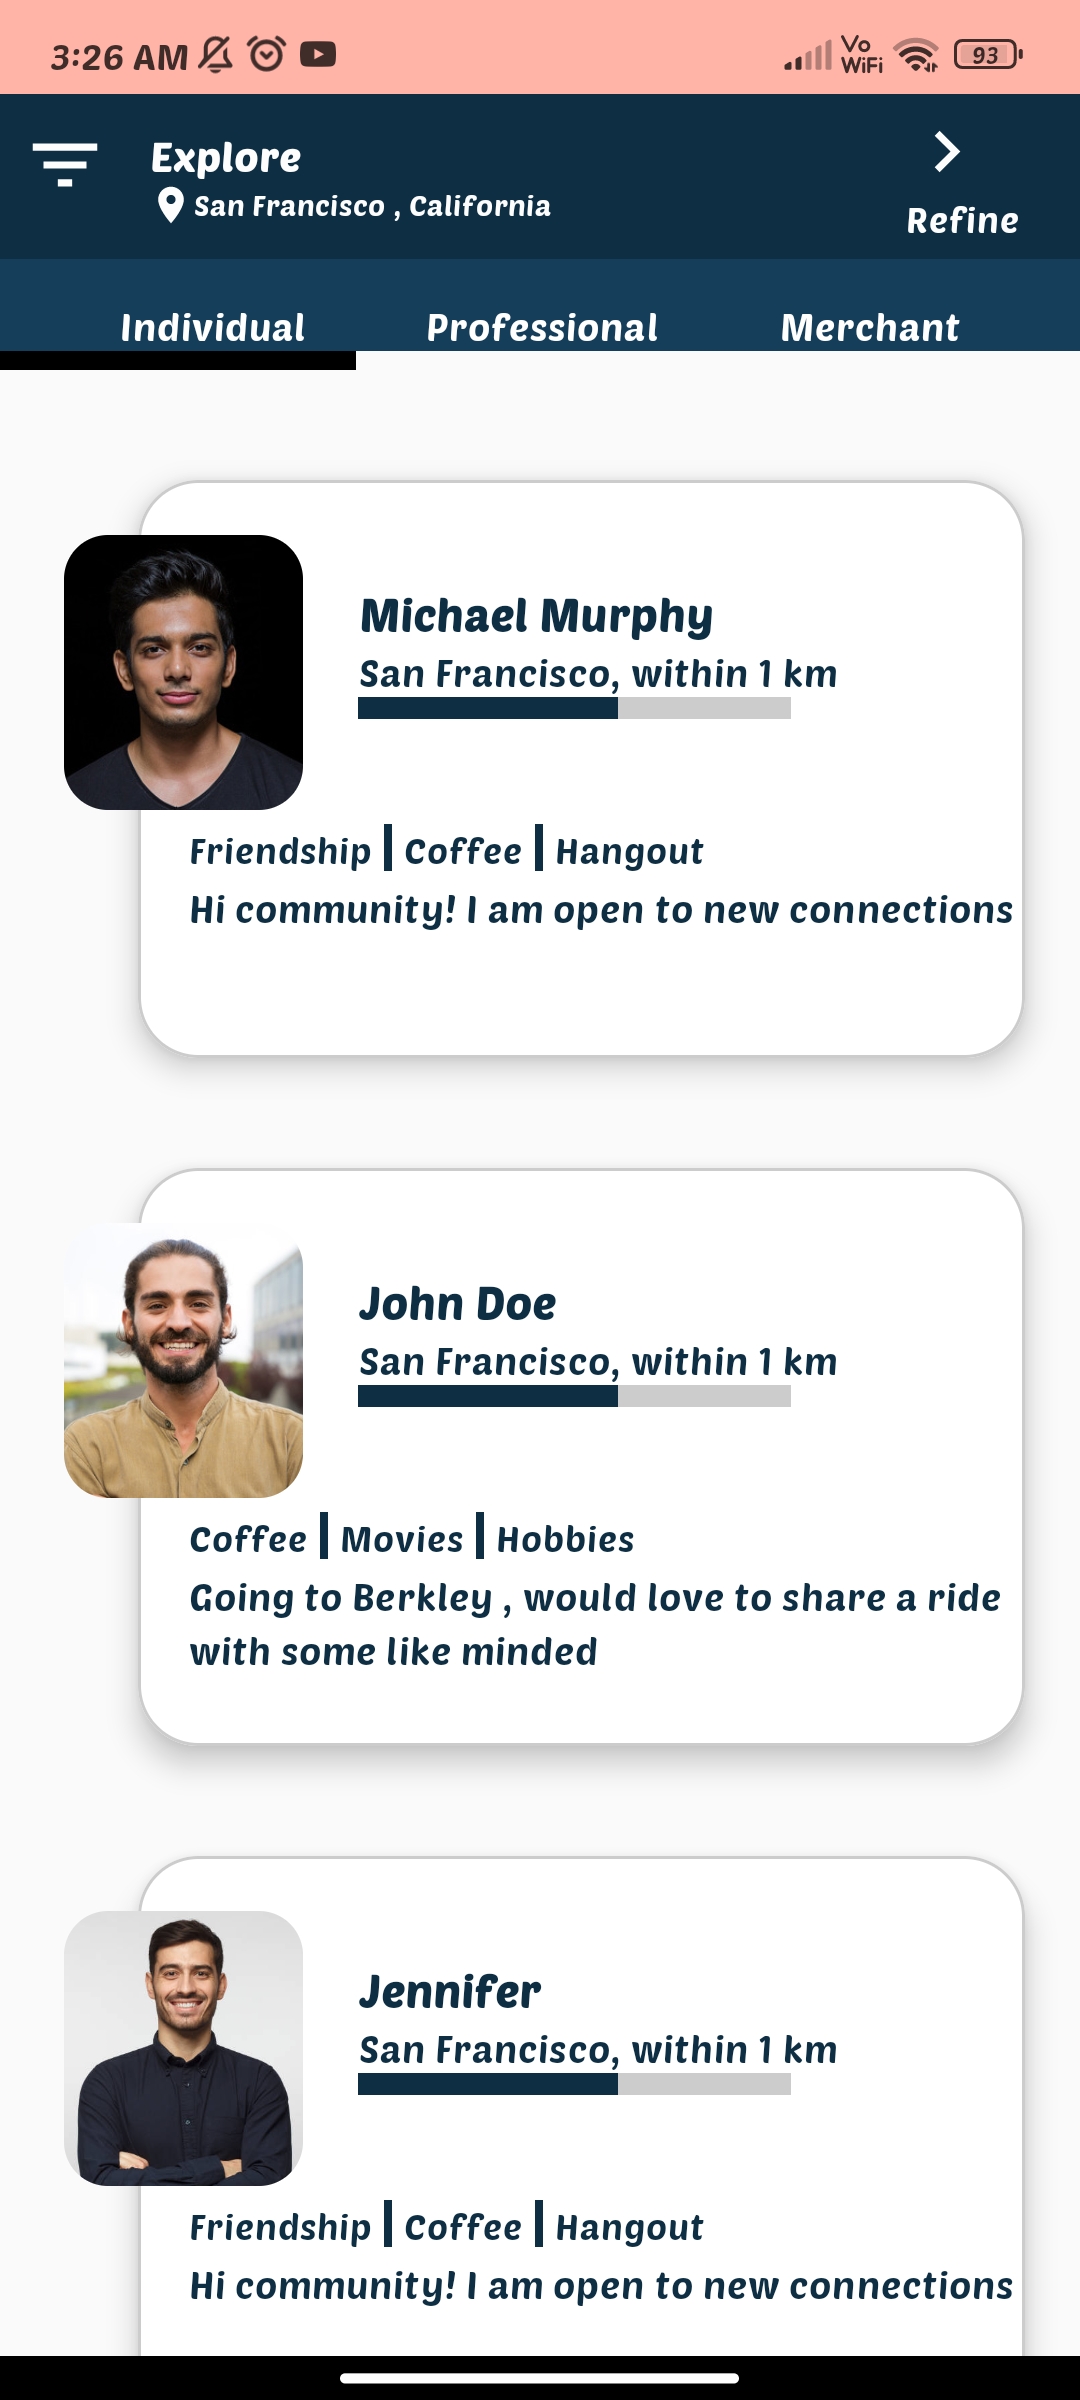 3:26 AM Vo WiFi 93
Explore
San Francisco , California
Refine
Individual Professional Merchant
Michael Murphy
San Francisco, within 1 km
Friendship Coffee Hangout
Hi community! I am open to new connections
John Doe
San Francisco, within 1 km
Coffee Movies Hobbies
Going to Berkley , would love to share a ride
with some like minded
Jennifer
San Francisco, within 1 km
Friendship Coffee Hangout
Hi community! I am open to new connections